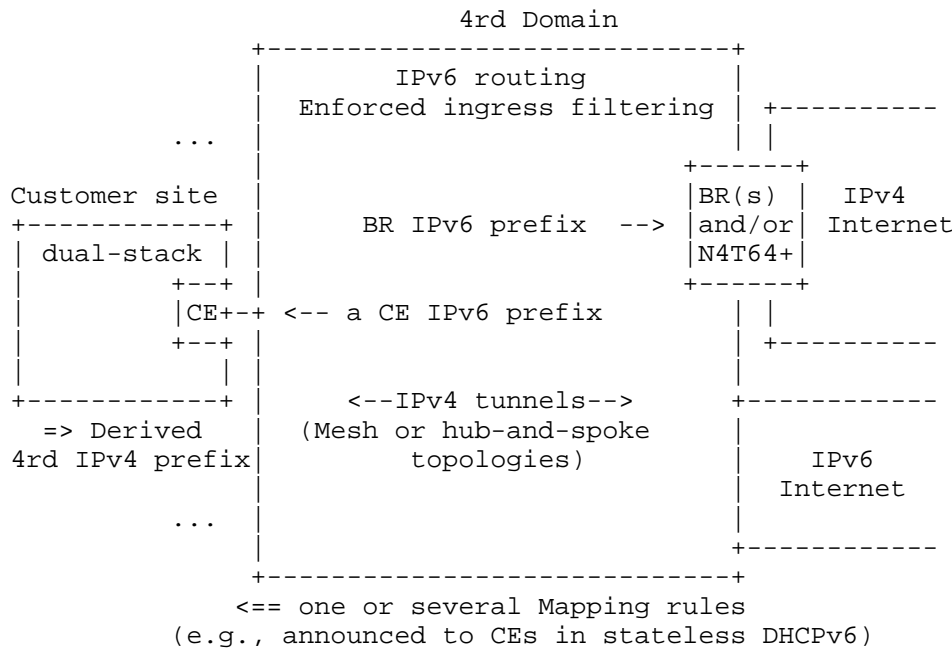 4rd Domain
IPv6 routing
Enforced ingress filtering
...
Customer site
BR(s) IPv4
BR IPv6 prefix --> and/or Internet
dual-stack N4T64+
CE <-- a CE IPv6 prefix
<--IPv4 tunnels-->
=> Derived (Mesh or hub-and-spoke
4rd IPv4 prefix topologies) IPv6
Internet
...
<== one or several Mapping rules
(e.g., announced to CEs in stateless DHCPv6)